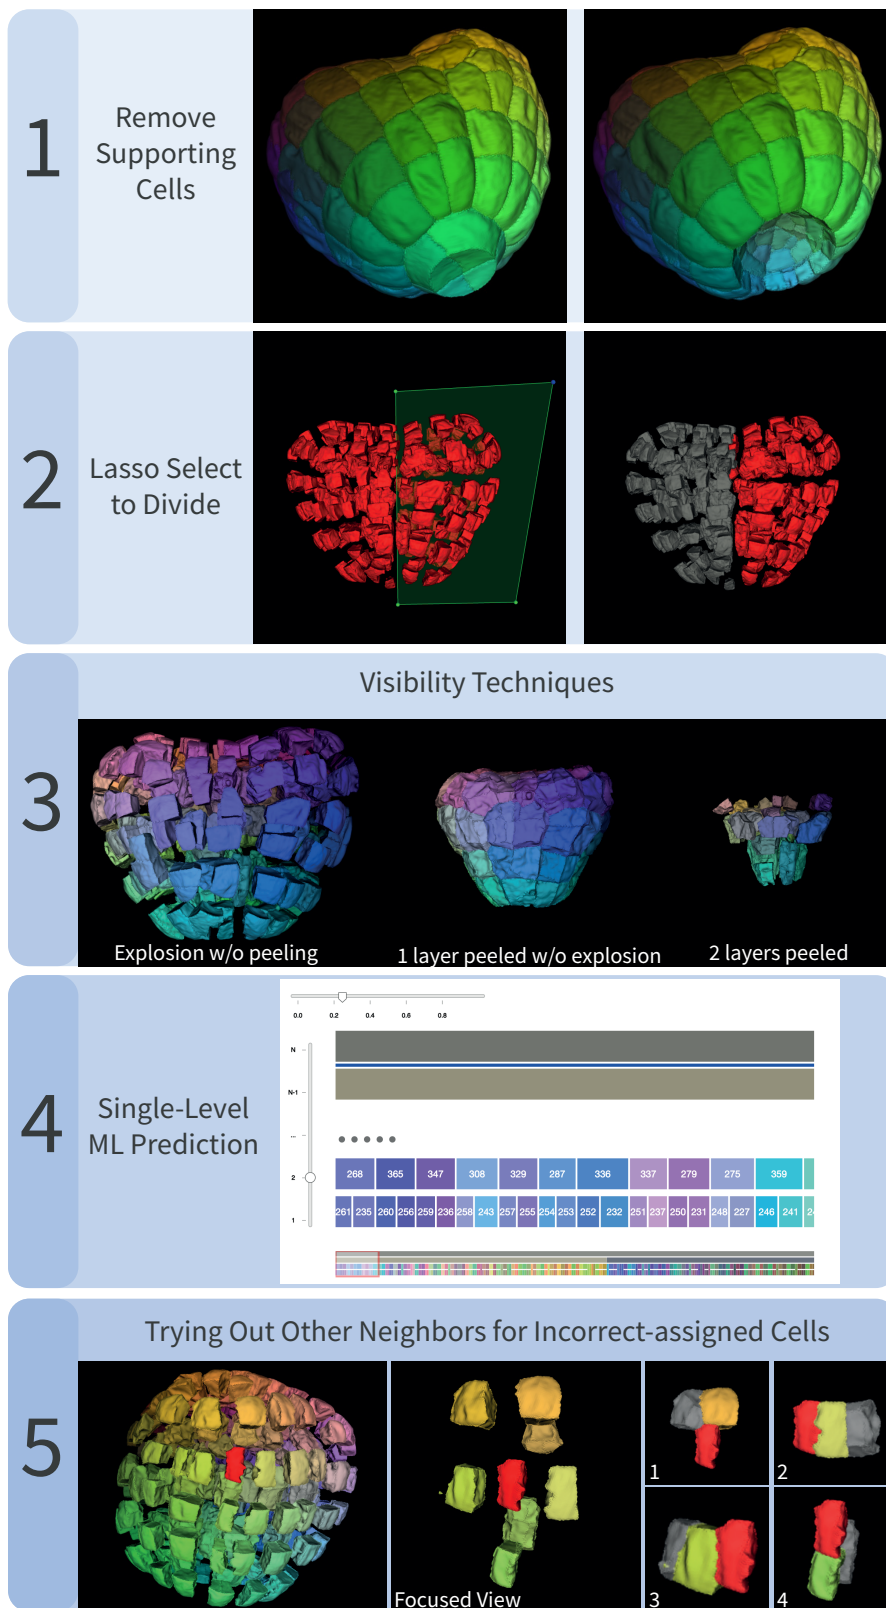 1
Remove
Supporting
Cells
2
Lasso Select
to Divide
3
Visibility Techniques
Explosion w/o peeling
1 layer peeled w/o explosion
2 layers peeled
4
Single-Level
ML Prediction
0.0 0.2 0.4 0.6 0.8
N
N-1
...
2
268 365 347 308 329 287 336 337 279 275 359
1
261 235 260 256 259 236 258 243 257 255 254 253 252 232 251 237 250 231 248 227 246 241
5
Trying Out Other Neighbors for Incorrect-assigned Cells
Focused View
1
2
3
4